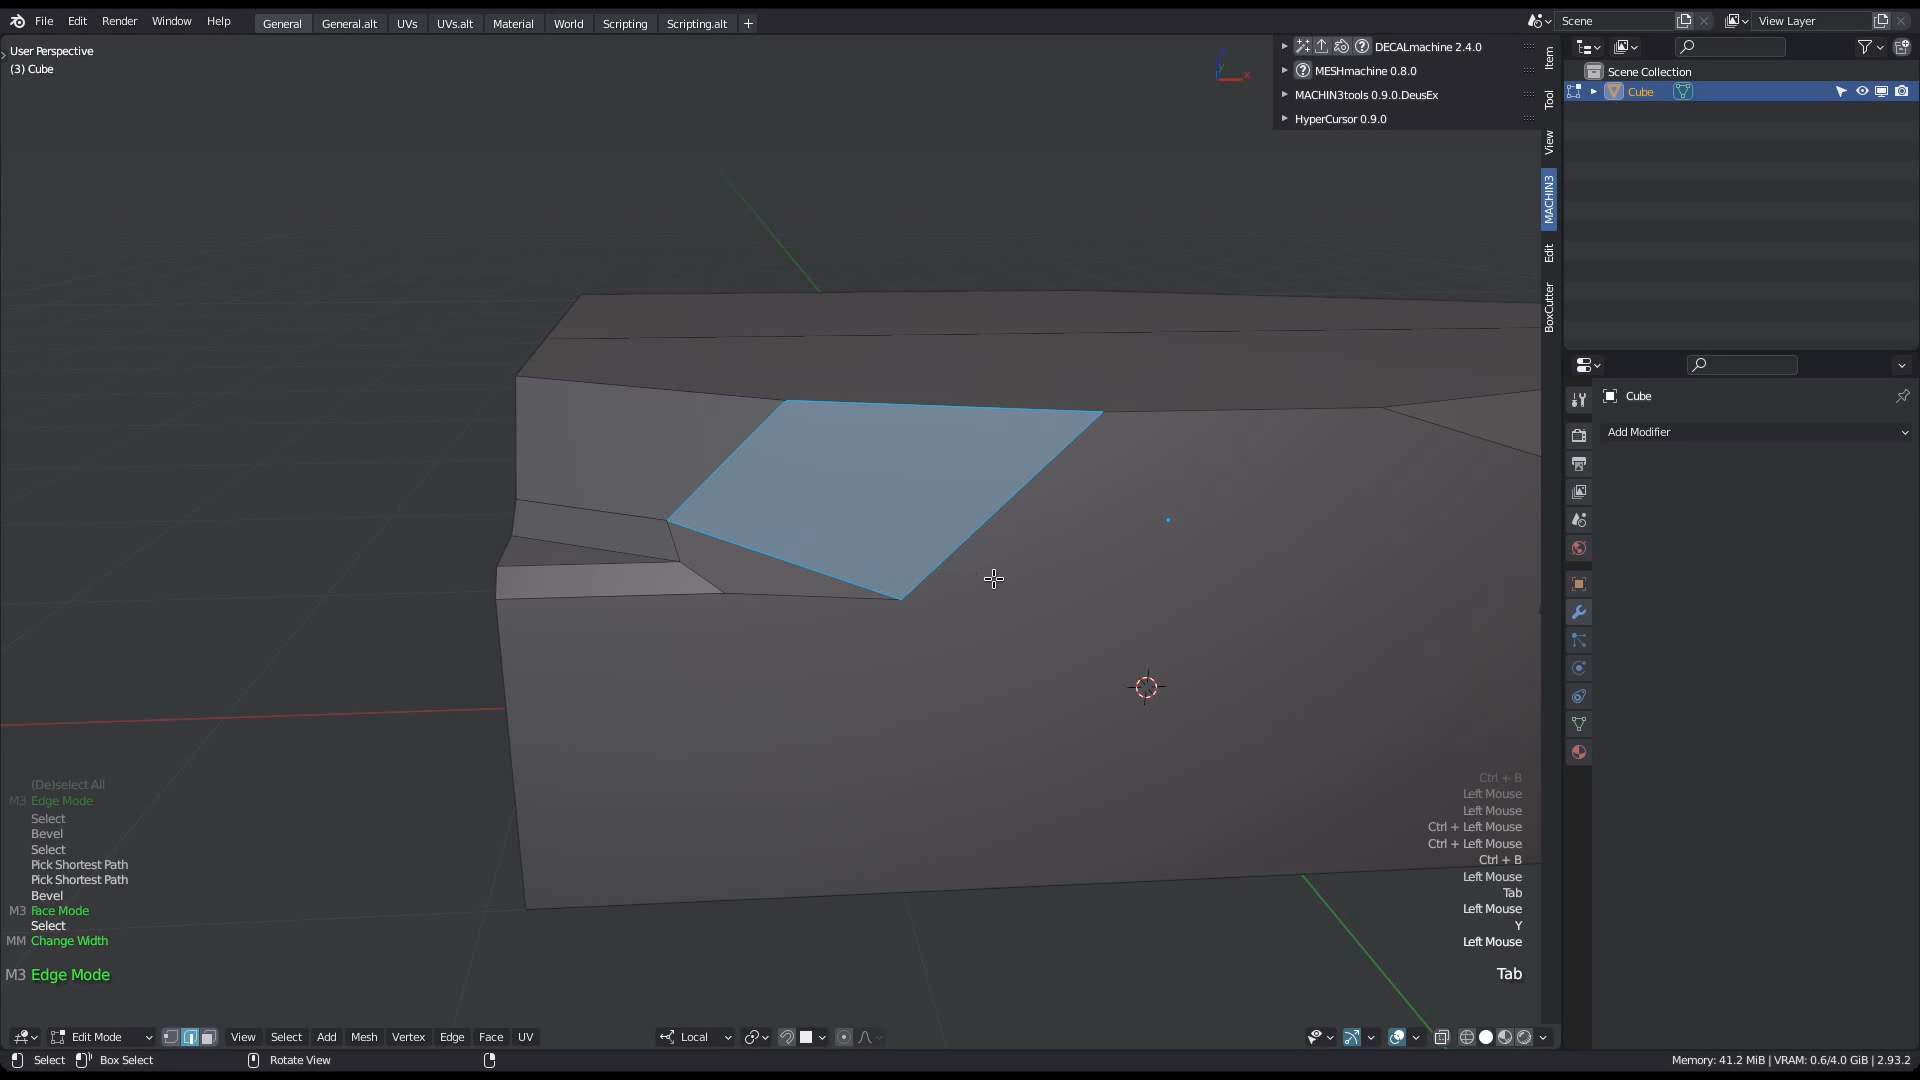 File Edit Render Window Help General General.alt UVs UVs.alt Material World Scripting Scripting.alt + Scene View Layer
User Perspective
(3) Cube
DECALmachine 2.4.0
MESHmachine 0.8.0
MACHIN3tools 0.9.0.DeusEx
HyperCursor 0.9.0
Item
Tool
View
MACHIN3
Edit
BoxCutter
Y
X
Scene Collection
Cube
Cube
Add Modifier
(De)select All
M3 Edge Mode
Select
Bevel
Select
Pick Shortest Path
Pick Shortest Path
Bevel
M3 Face Mode
Select
MM Change Width
M3 Edge Mode
Ctrl + B
Left Mouse
Left Mouse
Ctrl + Left Mouse
Ctrl + Left Mouse
Ctrl + B
Left Mouse
Tab
Left Mouse
Y
Left Mouse
Tab
Edit Mode View Select Add Mesh Vertex Edge Face UV Local
Select Box Select Rotate View Memory: 41.2 MiB | VRAM: 0.6/4.0 GiB | 2.93.2